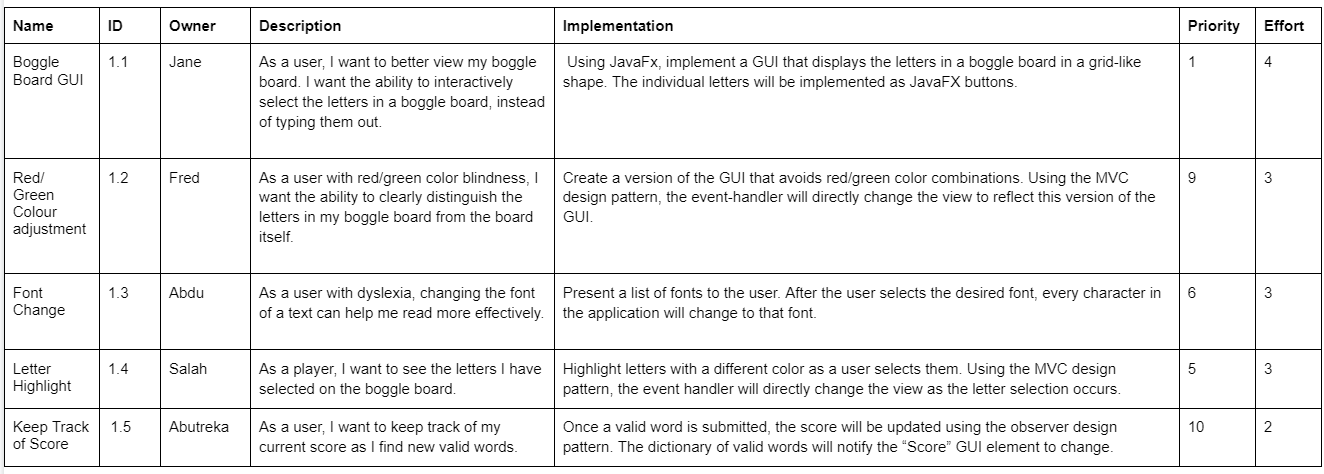 Name ID Owner Description Implementation Priority Effort
Boggle Board GUI
1.1
Jane
As a user, I want to better view my boggle
board. I want the ability to interactively
select the letters in a boggle board, instead
of typing them out.
Using JavaFx, implement a GUI that displays the letters in a boggle board in a grid-like
shape. The individual letters will be implemented as JavaFX buttons.
1
4
Red/
Green
Colour
adjustment
1.2
Fred
As a user with red/green color blindness, I
want the ability to clearly distinguish the
letters in my boggle board from the board
itself.
Create a version of the GUI that avoids red/green color combinations. Using the MVC
design pattern, the event-handler will directly change the view to reflect this version of the
GUI.
9
3
Font
Change
1.3
Abdu
As a user with dyslexia, changing the font
of a text can help me read more effectively.
Present a list of fonts to the user. After the user selects the desired font, every character in
the application will change to that font.
6
3
Letter
Highlight
1.4
Salah
As a player, I want to see the letters I have
selected on the boggle board.
Highlight letters with a different color as a user selects them. Using the MVC design
pattern, the event handler will directly change the view as the letter selection occurs.
5
3
Keep Track
of Score
1.5
Abutreka
As a user, I want to keep track of my
current score as I find new valid words.
Once a valid word is submitted, the score will be updated using the observer design
pattern. The dictionary of valid words will notify the “Score” GUI element to change.
10
2